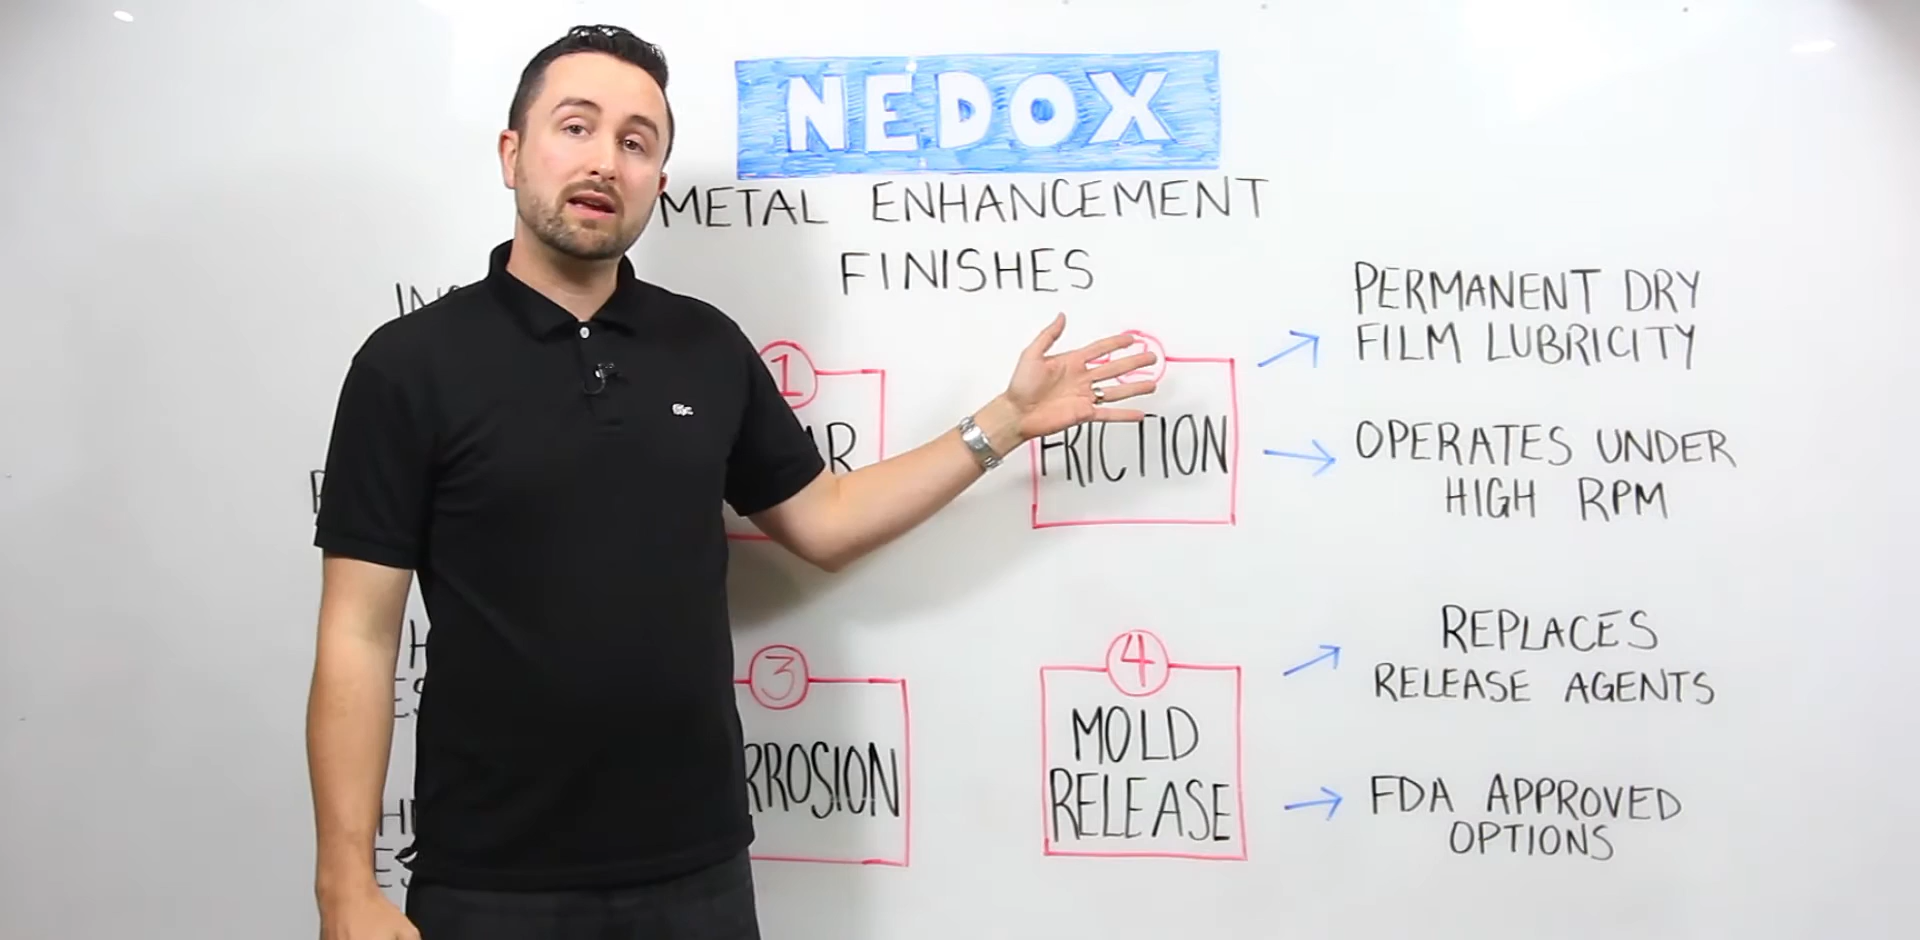 NEDOX
METAL ENHANCEMENT
FINISHES
1
2
FRICTION
PERMANENT DRY
FILM LUBRICITY
OPERATES UNDER
HIGH RPM
3
4
MOLD
RELEASE
REPLACES
RELEASE AGENTS
FDA APPROVED
OPTIONS